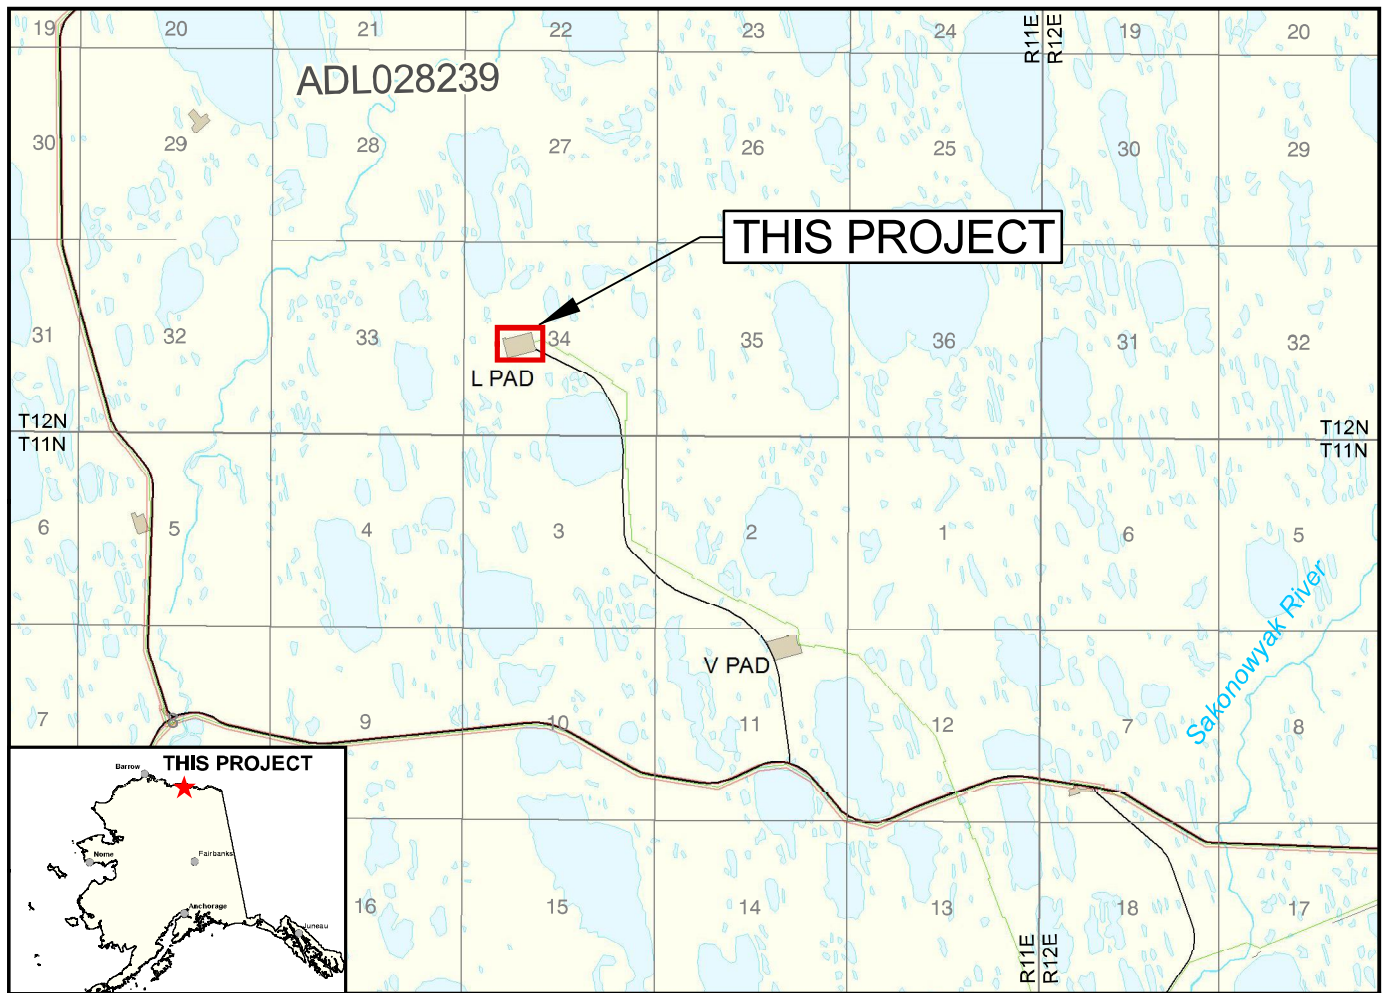 19 20 21 22 23 24 R11E R12E 19 20
ADL028239
30 29 28 27 26 25 30 29
THIS PROJECT
31 32 33 34 35 36 31 32
L PAD
T12N T12N
T11N T11N
6 5 4 3 2 1 6 5
Sakonowyak River
V PAD
7 9 10 11 12 7 8
THIS PROJECT
Barrow
Nome
Fairbanks
Anchorage
Juneau
16 15 14 13 18 17
R11E R12E